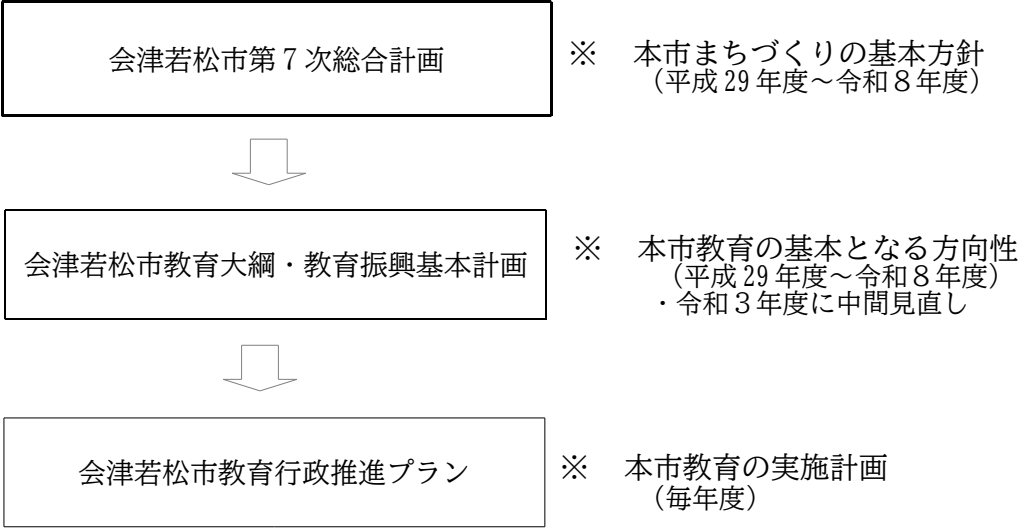 会津若松市第７次総合計画
※　本市まちづくりの基本方針
（平成29年度～令和８年度）
会津若松市教育大綱・教育振興基本計画
※　本市教育の基本となる方向性
（平成29年度～令和８年度）
・令和３年度に中間見直し
会津若松市教育行政推進プラン
※　本市教育の実施計画
（毎年度）